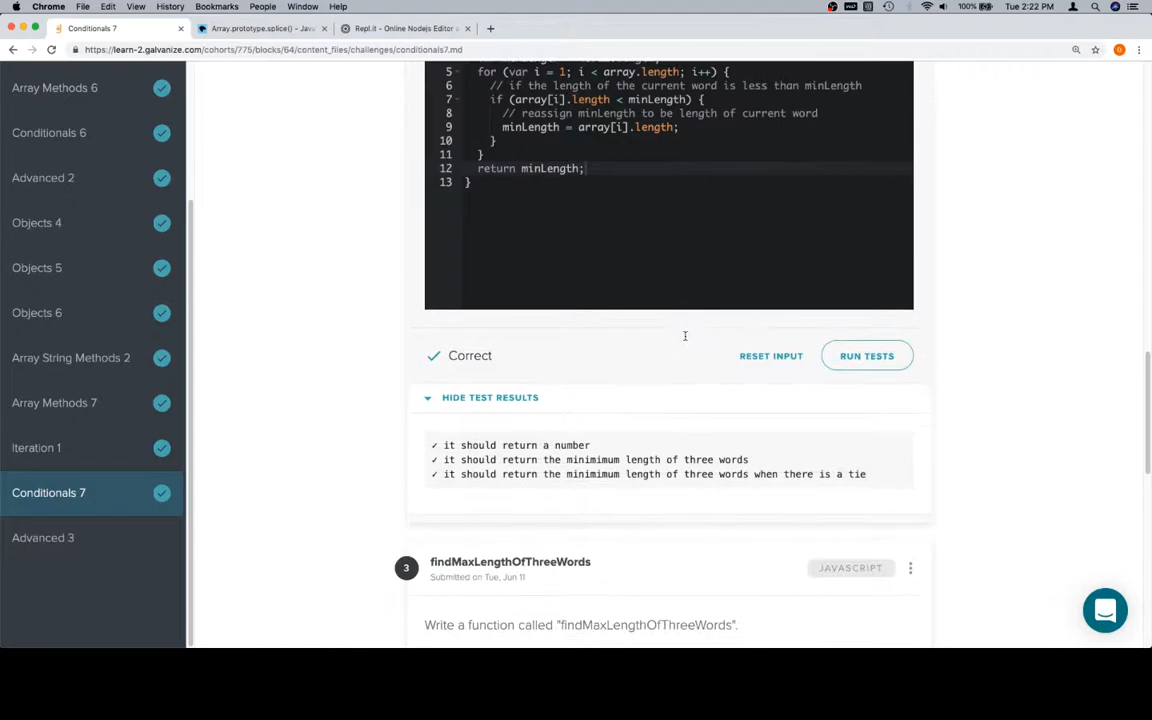 Chrome File Edit View History Bookmarks People Window Help 100% Tue 2:22 PM
Conditionals 7 × Array.prototype.splice() - Java × Repl.it - Online Nodejs Editor × +
https://learn-2.galvanize.com/cohorts/775/blocks/64/content_files/challenges/conditionals7.md
Array Methods 6
Conditionals 6
Advanced 2
Objects 4
Objects 5
Objects 6
Array String Methods 2
Array Methods 7
Iteration 1
Conditionals 7
Advanced 3
5 for (var i = 1; i < array.length; i++) {
6 // if the length of the current word is less than minLength
7 if (array[i].length < minLength) {
8 // reassign minLength to be length of current word
9 minLength = array[i].length;
10 }
11 }
12 return minLength;
13 }
Correct
RESET INPUT
RUN TESTS
HIDE TEST RESULTS
✓ it should return a number
✓ it should return the minimimum length of three words
✓ it should return the minimimum length of three words when there is a tie
3 findMaxLengthOfThreeWords
JAVASCRIPT
Submitted on Tue, Jun 11
Write a function called "findMaxLengthOfThreeWords".